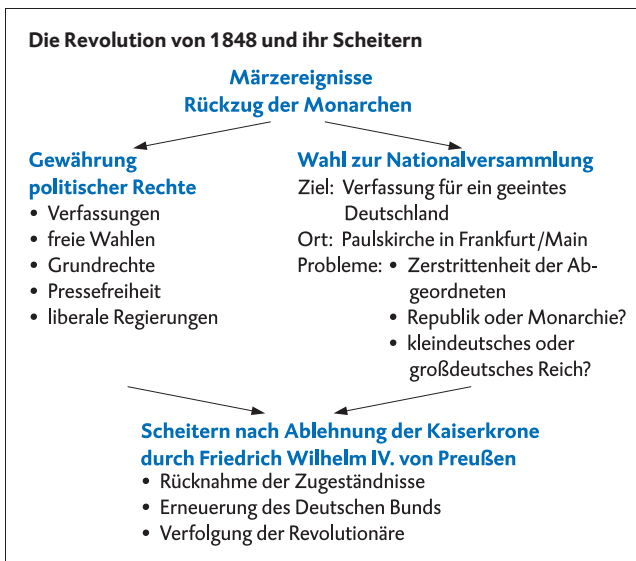 Die Revolution von 1848 und ihr Scheitern
Märzereignisse
Rückzug der Monarchen
Gewährung
politischer Rechte
• Verfassungen
• freie Wahlen
• Grundrechte
• Pressefreiheit
• liberale Regierungen
Wahl zur Nationalversammlung
Ziel: Verfassung für ein geeintes
Deutschland
Ort: Paulskirche in Frankfurt/Main
Probleme: • Zerstrittenheit der Ab-
geordneten
• Republik oder Monarchie?
• kleindeutsches oder
großdeutsches Reich?
Scheitern nach Ablehnung der Kaiserkrone
durch Friedrich Wilhelm IV. von Preußen
• Rücknahme der Zugeständnisse
• Erneuerung des Deutschen Bunds
• Verfolgung der Revolutionäre